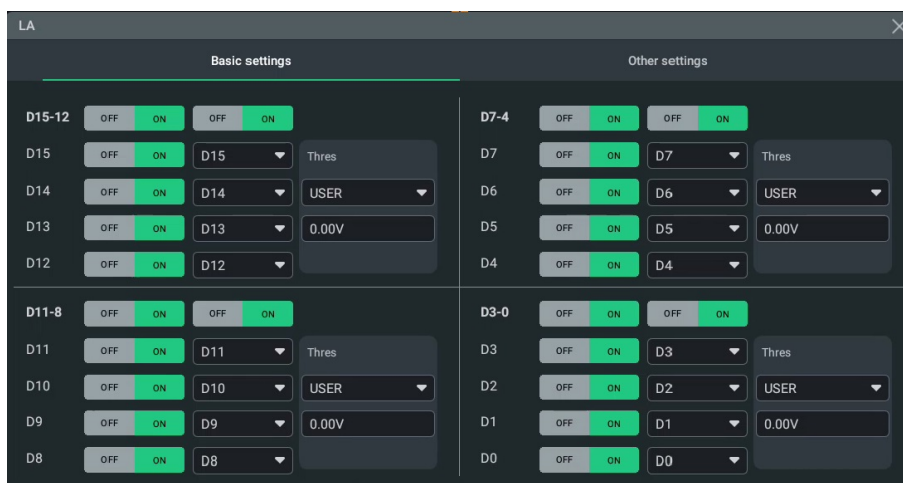 LA
Basic settings Other settings
D15-12 OFF ON OFF ON
D15 OFF ON D15 Thres
D14 OFF ON D14 USER
D13 OFF ON D13 0.00V
D12 OFF ON D12
D7-4 OFF ON OFF ON
D7 OFF ON D7 Thres
D6 OFF ON D6 USER
D5 OFF ON D5 0.00V
D4 OFF ON D4
D11-8 OFF ON OFF ON
D11 OFF ON D11 Thres
D10 OFF ON D10 USER
D9 OFF ON D9 0.00V
D8 OFF ON D8
D3-0 OFF ON OFF ON
D3 OFF ON D3 Thres
D2 OFF ON D2 USER
D1 OFF ON D1 0.00V
D0 OFF ON D0